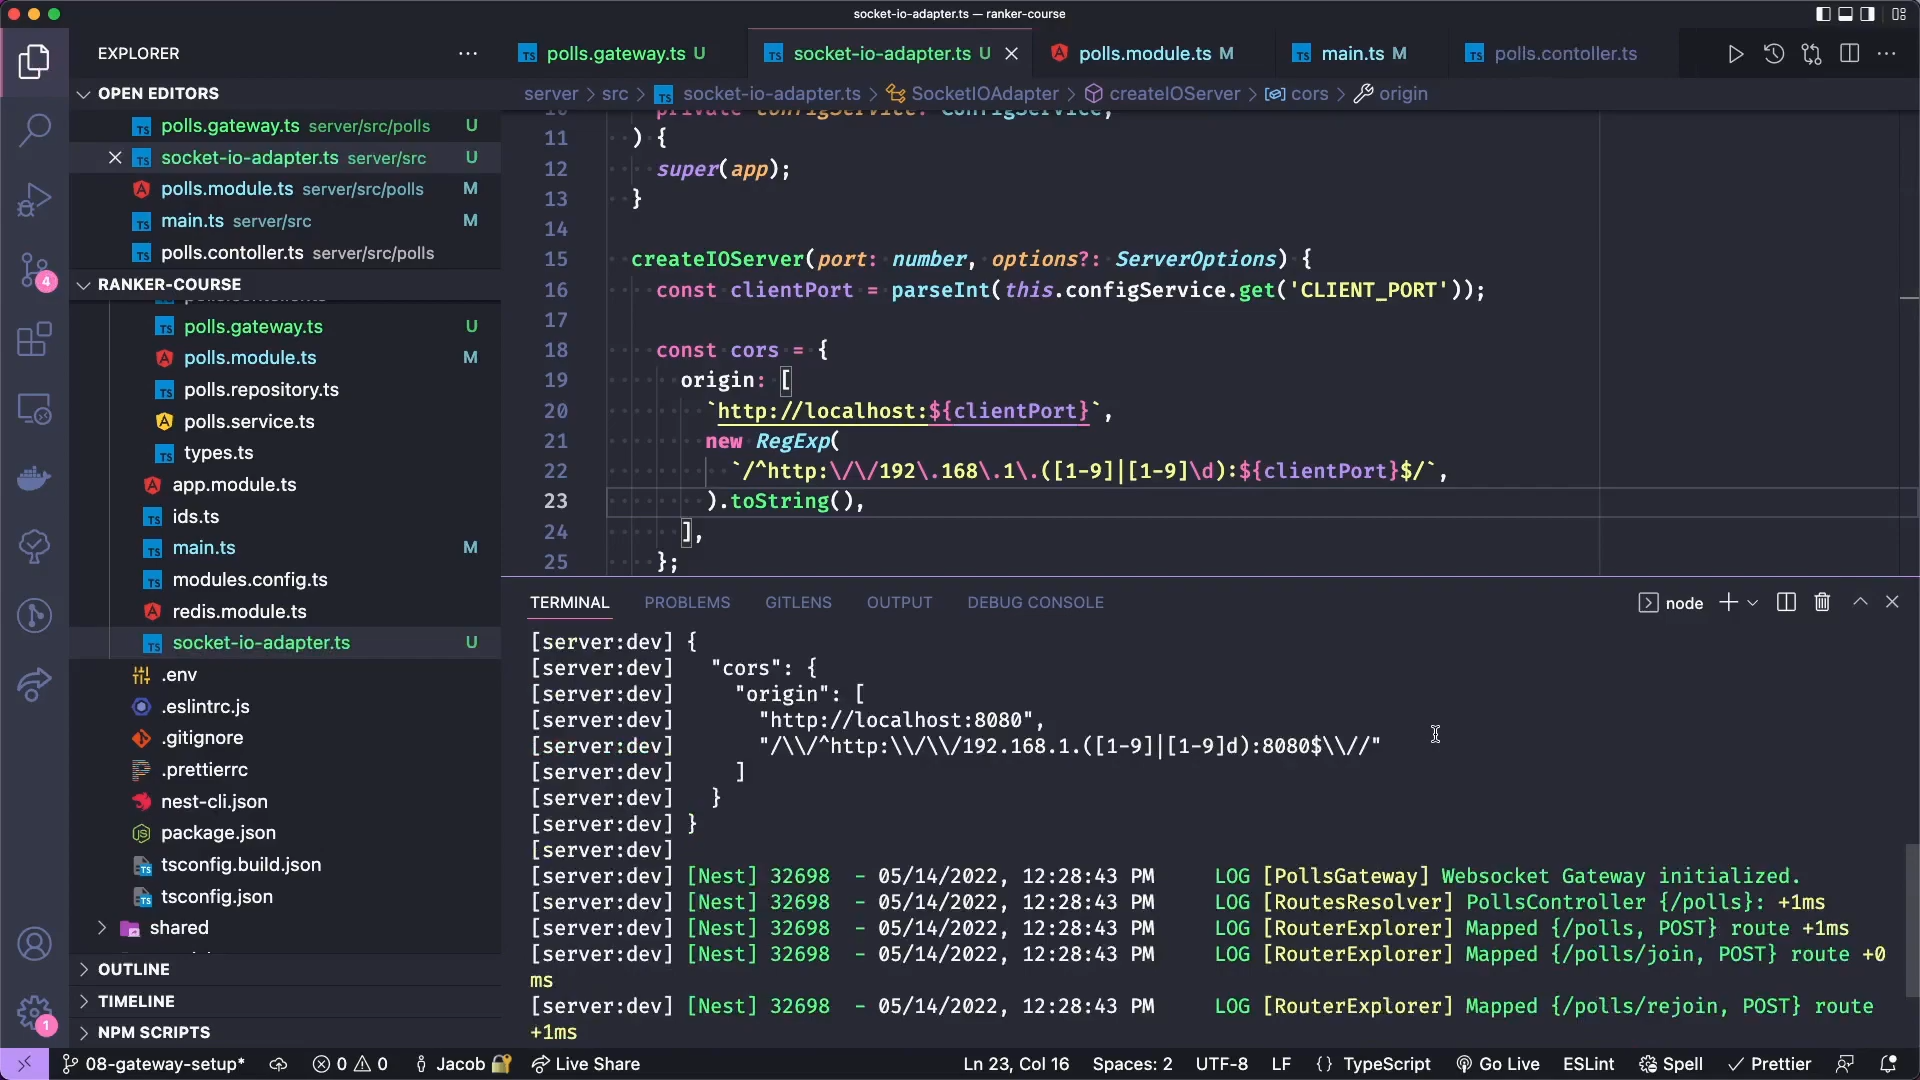 socket-io-adapter.ts — ranker-course
EXPLORER
polls.gateway.ts U
socket-io-adapter.ts U
polls.module.ts M
main.ts M
polls.contoller.ts
OPEN EDITORS
server > src > socket-io-adapter.ts > SocketIOAdapter > createIOServer > cors > origin
polls.gateway.ts server/src/polls U
socket-io-adapter.ts server/src U
polls.module.ts server/src/polls M
main.ts server/src M
polls.contoller.ts server/src/polls
RANKER-COURSE
polls.gateway.ts U
polls.module.ts M
polls.repository.ts
polls.service.ts
types.ts
app.module.ts
ids.ts
main.ts M
modules.config.ts
redis.module.ts
socket-io-adapter.ts U
.env
.eslintrc.js
.gitignore
.prettierrc
nest-cli.json
package.json
tsconfig.build.json
tsconfig.json
shared
OUTLINE
TIMELINE
NPM SCRIPTS
4
1
10 private configService: ConfigService,
11 ) {
12 super(app);
13 }
14
15 createIOServer(port: number, options?: ServerOptions) {
16 const clientPort = parseInt(this.configService.get('CLIENT_PORT'));
17
18 const cors = {
19 origin: [
20 `http://localhost:${clientPort}`,
21 new RegExp(
22 `/^http:\/\/192\.168\.1\.([1-9]|[1-9]\d):${clientPort}$/`,
23 ).toString(),
24 ],
25 };
TERMINAL PROBLEMS GITLENS OUTPUT DEBUG CONSOLE node
[server:dev] {
[server:dev] "cors": {
[server:dev] "origin": [
[server:dev] "http://localhost:8080",
[server:dev] "/\\/^http:\\/\\/192.168.1.([1-9]|[1-9]d):8080$\\//"
[server:dev] ]
[server:dev] }
[server:dev] }
[server:dev]
[server:dev] [Nest] 32698 - 05/14/2022, 12:28:43 PM LOG [PollsGateway] Websocket Gateway initialized.
[server:dev] [Nest] 32698 - 05/14/2022, 12:28:43 PM LOG [RoutesResolver] PollsController {/polls}: +1ms
[server:dev] [Nest] 32698 - 05/14/2022, 12:28:43 PM LOG [RouterExplorer] Mapped {/polls, POST} route +1ms
[server:dev] [Nest] 32698 - 05/14/2022, 12:28:43 PM LOG [RouterExplorer] Mapped {/polls/join, POST} route +0
ms
[server:dev] [Nest] 32698 - 05/14/2022, 12:28:43 PM LOG [RouterExplorer] Mapped {/polls/rejoin, POST} route
+1ms
08-gateway-setup* 0 0 Jacob Live Share Ln 23, Col 16 Spaces: 2 UTF-8 LF {} TypeScript Go Live ESLint Spell Prettier